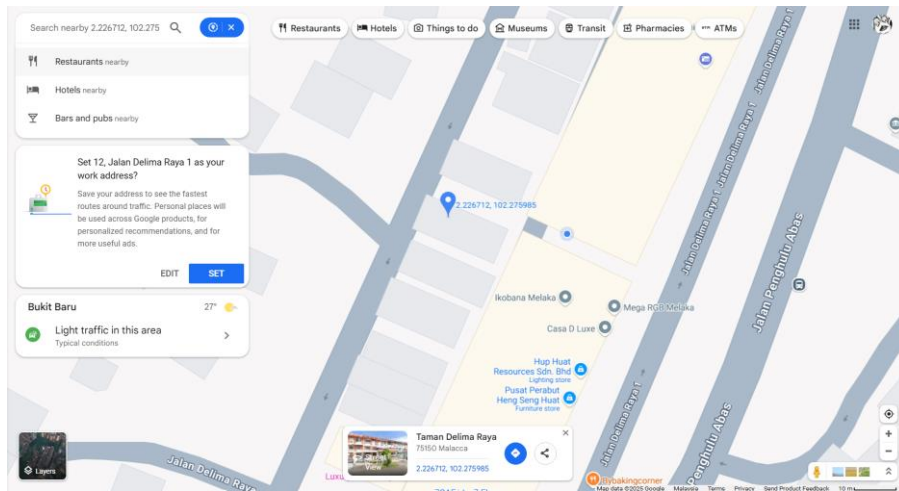 Search nearby 2.226712, 102.275
Restaurants nearby
Hotels nearby
Bars and pubs nearby
Set 12, Jalan Delima Raya 1 as your
work address?
Save your address to see the fastest
routes around traffic. Personal places will
be used across Google products, for
personalized recommendations, and for
more useful ads.
EDIT SET
Bukit Baru 27°
Light traffic in this area
Typical conditions
Layers
Restaurants Hotels Things to do Museums Transit Pharmacies ATMs
Jalan Delima Raya 1
Jalan Delima Raya 1
Jalan Delima Raya 1
Jalan Delima Raya 1
Jalan Penghulu Abas
2.226712, 102.275985
Ikobana Melaka
Mega RGB Melaka
Casa D Luxe
Hup Huat
Resources Sdn. Bhd
Lighting store
Pusat Perabut
Heng Seng Huat
Furniture store
Jalan Delima Raya
Penghulu Abas
Street
View
Taman Delima Raya
75150 Malacca
2.226712, 102.275985
Bybakingcorner
Map data ©2025 Google Malaysia Terms Privacy Send Product Feedback 10 m